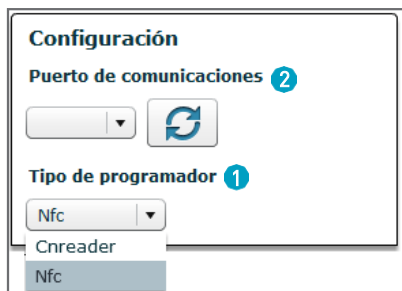 Configuración
Puerto de comunicaciones 2
Tipo de programador 1
Nfc
Cnreader
Nfc